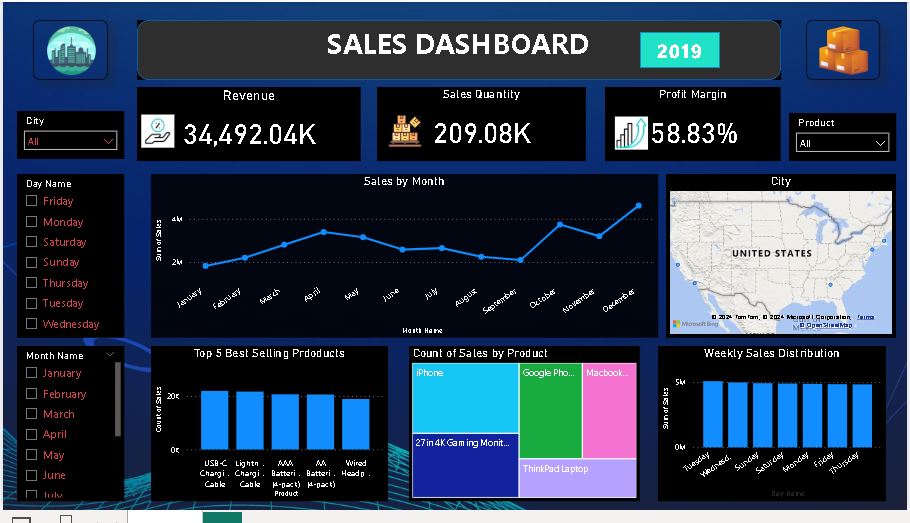 SALES DASHBOARD
2019
Revenue
34,492.04K
Sales Quantity
209.08K
Profit Margin
58.83%
City
All
Product
All
Day Name
Friday
Monday
Saturday
Sunday
Thursday
Tuesday
Wednesday
Sales by Month
Sum of Sales
4M
2M
January
February
March
April
May
June
July
August
September
October
November
December
Month Name
City
UNITED STATES
© 2024 TomTom, © 2024 Microsoft Corporation, Terms
© OpenStreetMap
Microsoft Bing
Month Name
January
February
March
April
May
June
July
Top 5 Best Selling Prdoducts
Count of Sales
20K
0K
USB-C Chargi... Cable
Lightn... Chargi... Cable
AAA Batteri... (4-pact)
AA Batteri... (4-pact)
Wired Headp...
Product
Count of Sales by Product
iPhone
27in 4K Gaming Monit...
Google Pho...
Macbook...
ThinkPad Laptop
Weekly Sales Distribution
Sum of Sales
5M
0M
Tuesday
Wednesd...
Sunday
Saturday
Monday
Friday
Thursday
Day Name